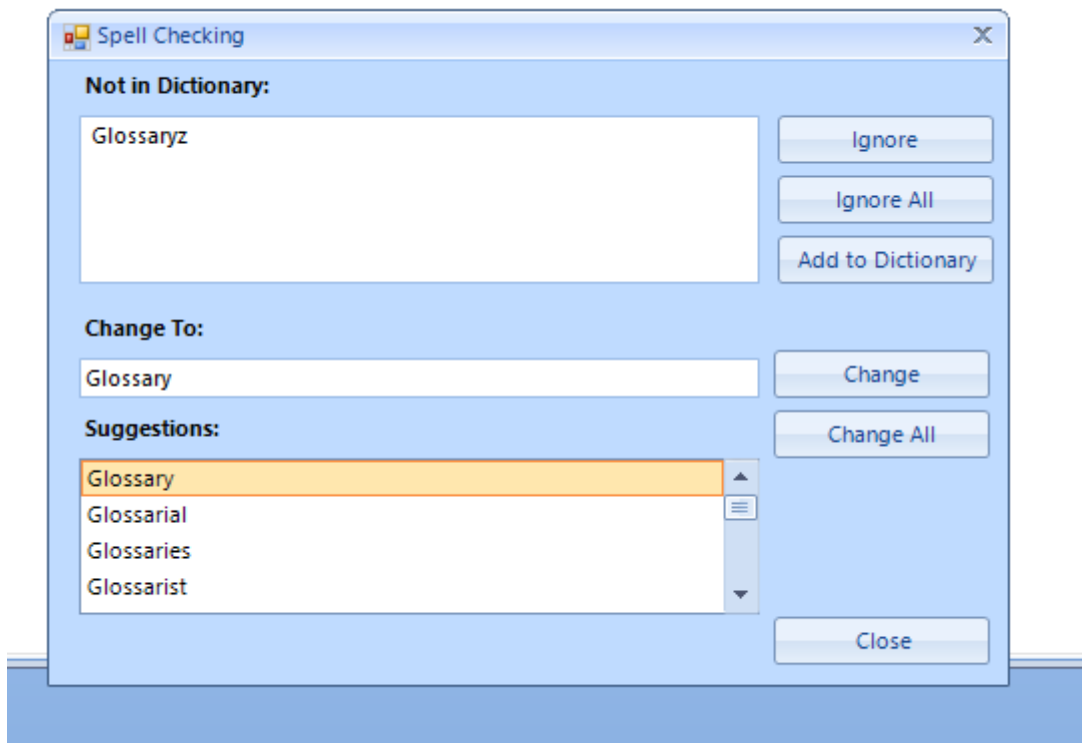 Spell Checking
Not in Dictionary:
Glossaryz
Ignore
Ignore All
Add to Dictionary
Change To:
Glossary
Change
Suggestions:
Change All
Glossary
Glossarial
Glossaries
Glossarist
Close